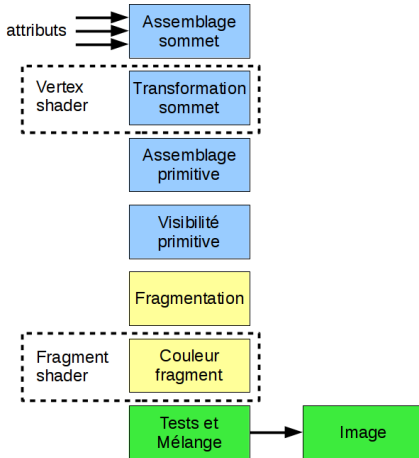 attributs
Assemblage
sommet
Vertex
shader
Transformation
sommet
Assemblage
primitive
Visibilité
primitive
Fragmentation
Fragment
shader
Couleur
fragment
Tests et
Mélange
Image